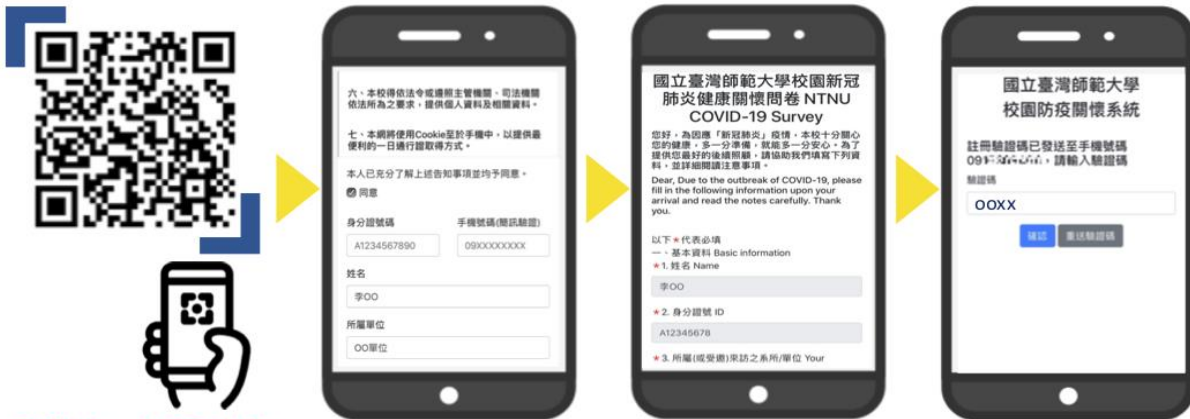 六、本校得依法令或遵照主管機關、司法機關
依法所為之要求，提供個人資料及相關資料。
七、本網將使用Cookie至於手機中，以提供最
便利的一日通行證取得方式。
本人已充分了解上述告知事項並均予同意。
同意
身分證號碼
手機號碼(簡訊驗證)
A1234567890
09XXXXXXXX
姓名
李OO
所屬單位
OO單位
國立臺灣師範大學校園新冠
肺炎健康關懷問卷 NTNU
COVID-19 Survey
您好，為因應「新冠肺炎」疫情，本校十分關心
您的健康，多一分準備，就能多一分安心。為了
提供您最好的後續照顧，請協助我們填寫下列資
料，並詳細閱讀注意事項。
Dear, Due to the outbreak of COVID-19, please
fill in the following information upon your
arrival and read the notes carefully. Thank
you.
以下★代表必填
一、基本資料 Basic information
★1. 姓名 Name
李OO
★2. 身分證號 ID
A12345678
★3. 所屬(或受邀)來訪之系所/單位 Your
國立臺灣師範大學
校園防疫關懷系統
註冊驗證碼已發送至手機號碼
，請輸入驗證碼
驗證碼
OOXX
確認
重送驗證碼